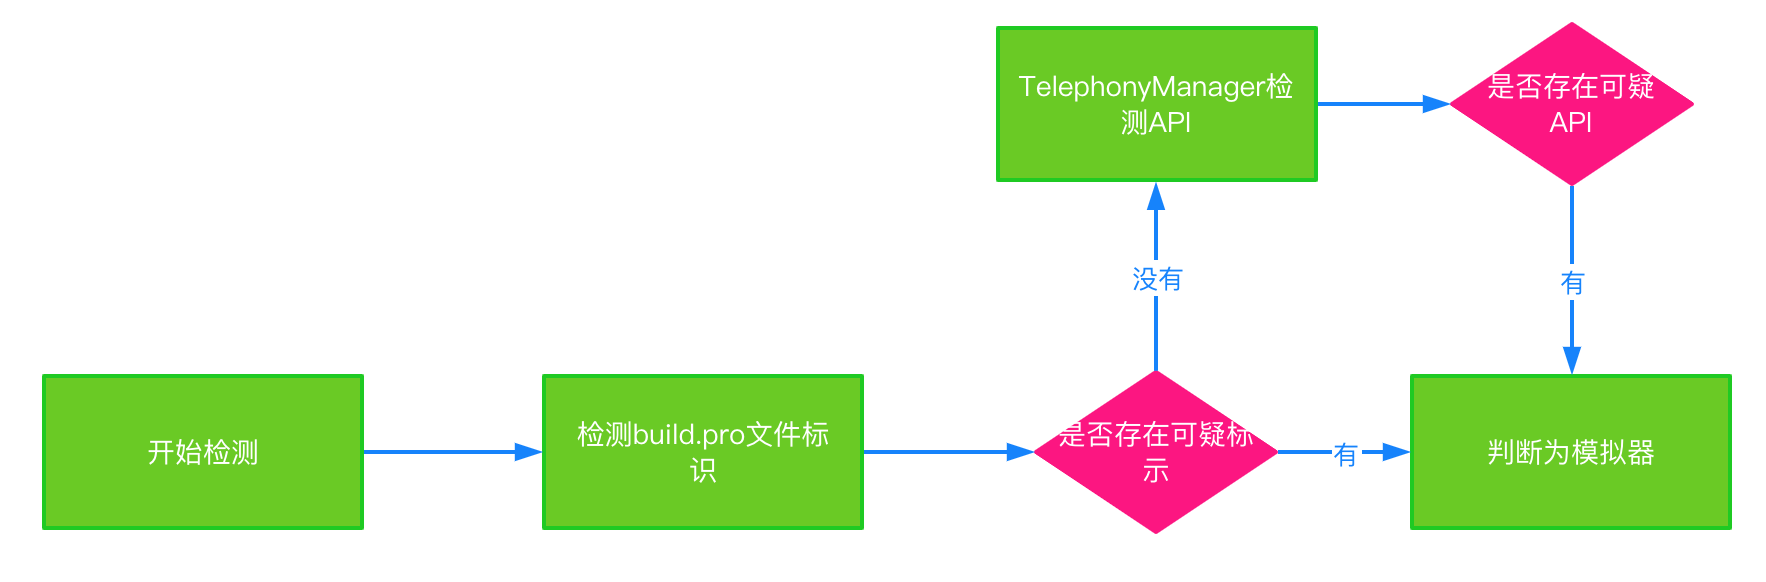 TelephonyManager检
测API
是否存在可疑
API
没有
有
开始检测
检测build.pro文件标
识
是否存在可疑标
示
有
判断为模拟器